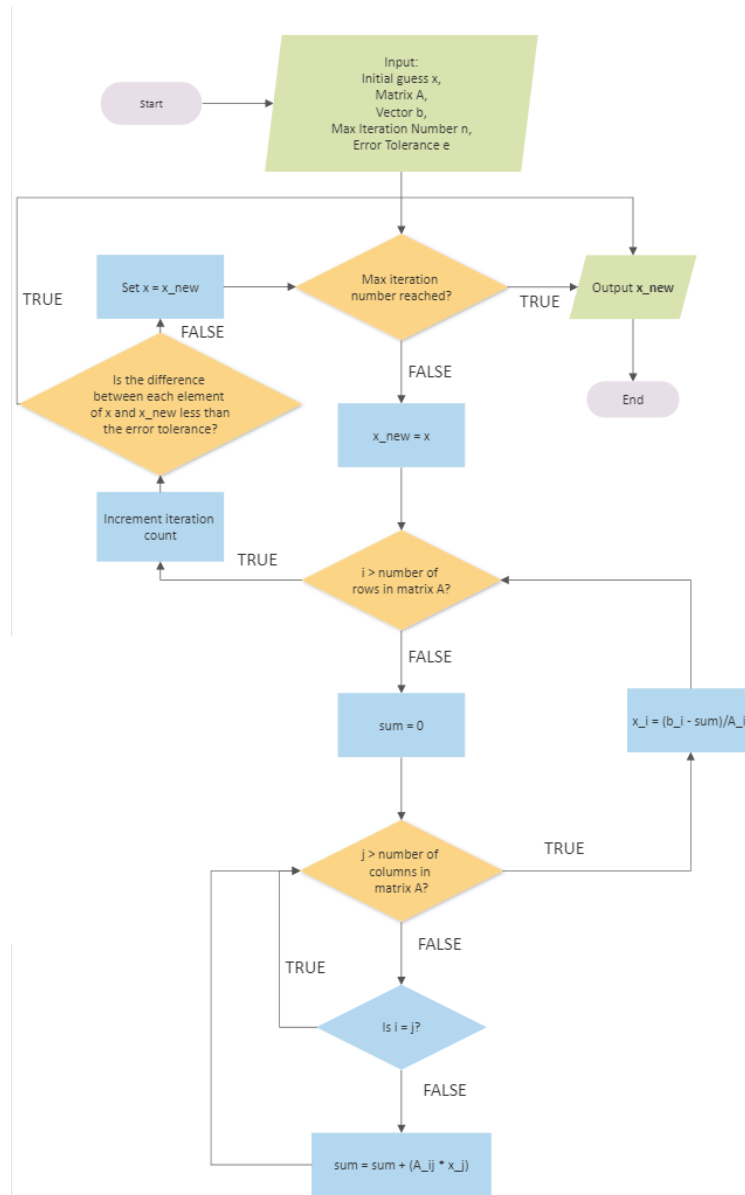 Start
Input:
Initial guess x,
Matrix A,
Vector b,
Max Iteration Number n,
Error Tolerance e
TRUE
Set x = x_new
Max iteration
number reached?
TRUE
Output x_new
FALSE
Is the difference
between each element
of x and x_new less than
the error tolerance?
FALSE
End
x_new = x
Increment iteration
count
TRUE
i > number of
rows in matrix A?
FALSE
sum = 0
x_i = (b_i - sum)/A_i
j > number of
columns in
matrix A?
TRUE
FALSE
TRUE
Is i = j?
FALSE
sum = sum + (A_ij * x_j)